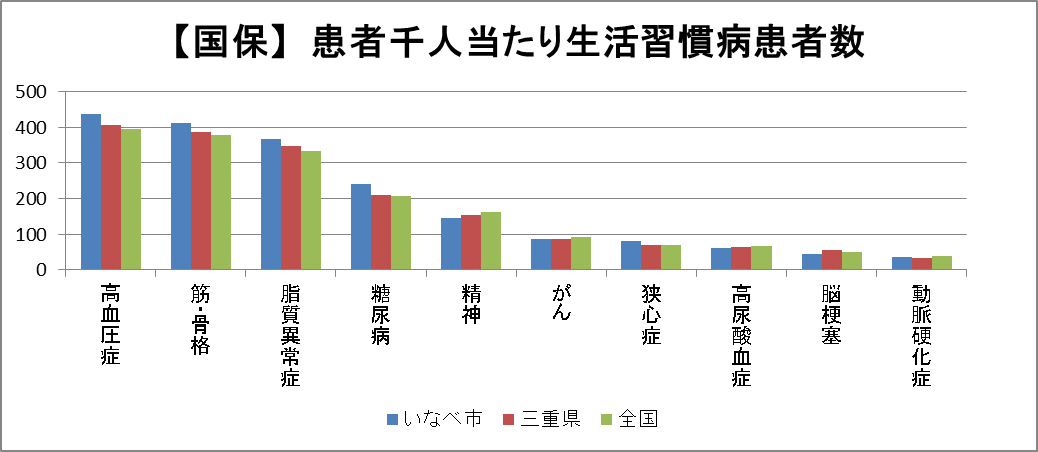 【国保】 患者千人当たり生活習慣病患者数
500
400
300
200
100
0
高血圧症
筋・骨格
脂質異常症
糖尿病
精神
がん
狭心症
高尿酸血症
脳梗塞
動脈硬化症
いなべ市 三重県 全国